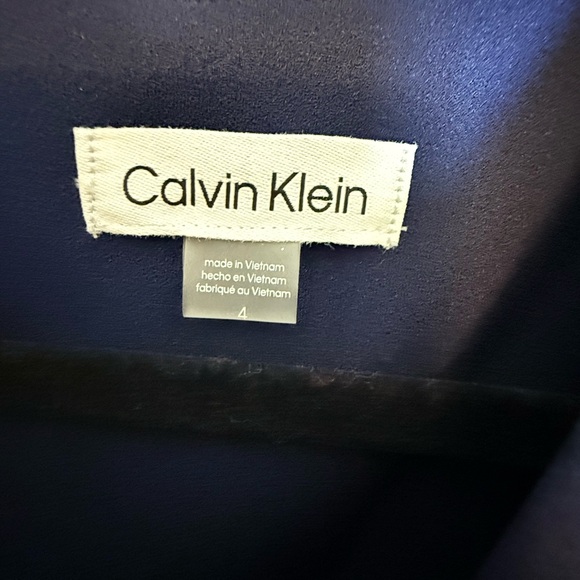 Calvin Klein
made in Vietnam
hecho en Vietnam
fabriqué au Vietnam
4